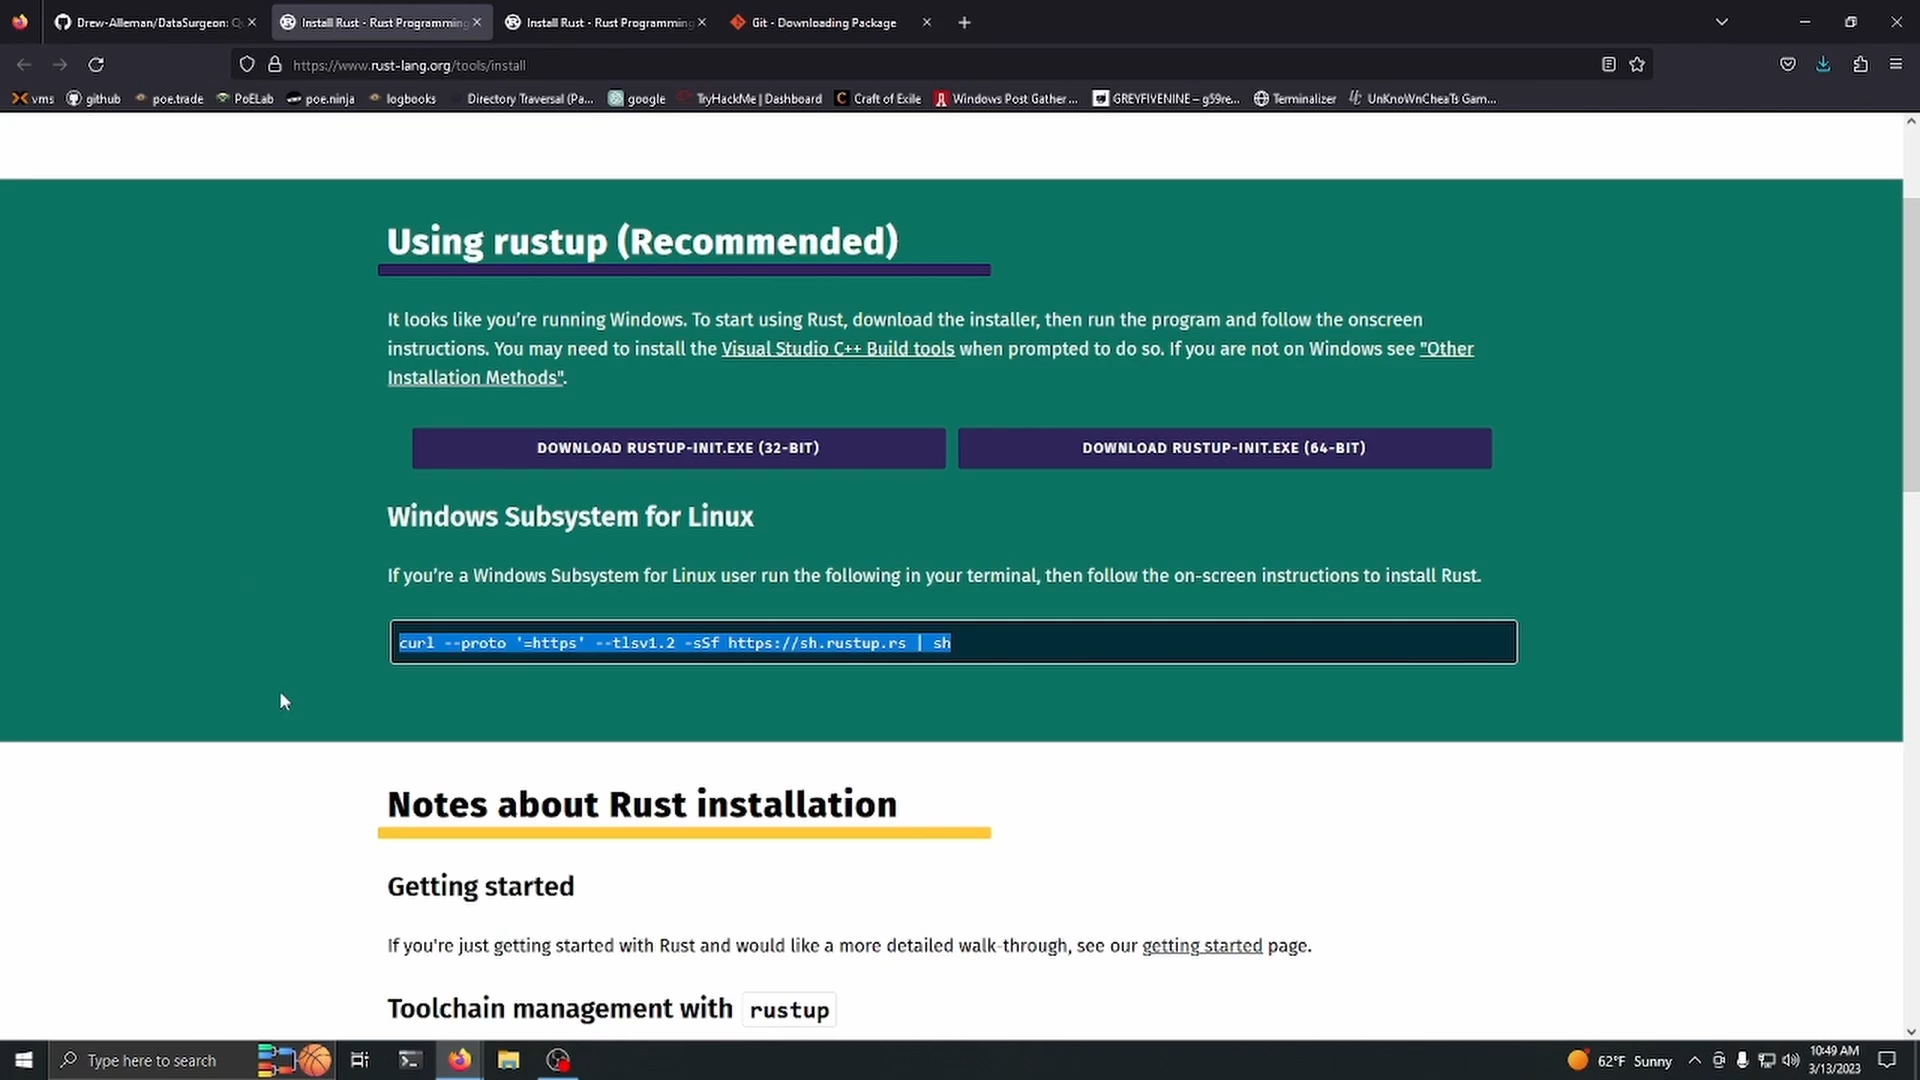 Drew-Alleman/DataSurgeon: Qu
Install Rust - Rust Programming
Install Rust - Rust Programming
Git - Downloading Package
https://www.rust-lang.org/tools/install
vms
github
poe.trade
PoELab
poe.ninja
logbooks
Directory Traversal (Pa...
google
TryHackMe | Dashboard
Craft of Exile
Windows Post Gather ...
GREYFIVENINE – g59re...
Terminalizer
UnKnoWnCheaTs Gam...
Using rustup (Recommended)
It looks like you’re running Windows. To start using Rust, download the installer, then run the program and follow the onscreen
instructions. You may need to install the Visual Studio C++ Build tools when prompted to do so. If you are not on Windows see "Other
Installation Methods".
DOWNLOAD RUSTUP-INIT.EXE (32-BIT)
DOWNLOAD RUSTUP-INIT.EXE (64-BIT)
Windows Subsystem for Linux
If you’re a Windows Subsystem for Linux user run the following in your terminal, then follow the on-screen instructions to install Rust.
curl --proto '=https' --tlsv1.2 -sSf https://sh.rustup.rs | sh
Notes about Rust installation
Getting started
If you're just getting started with Rust and would like a more detailed walk-through, see our getting started page.
Toolchain management with rustup
Type here to search
62°F Sunny
10:49 AM
3/13/2023